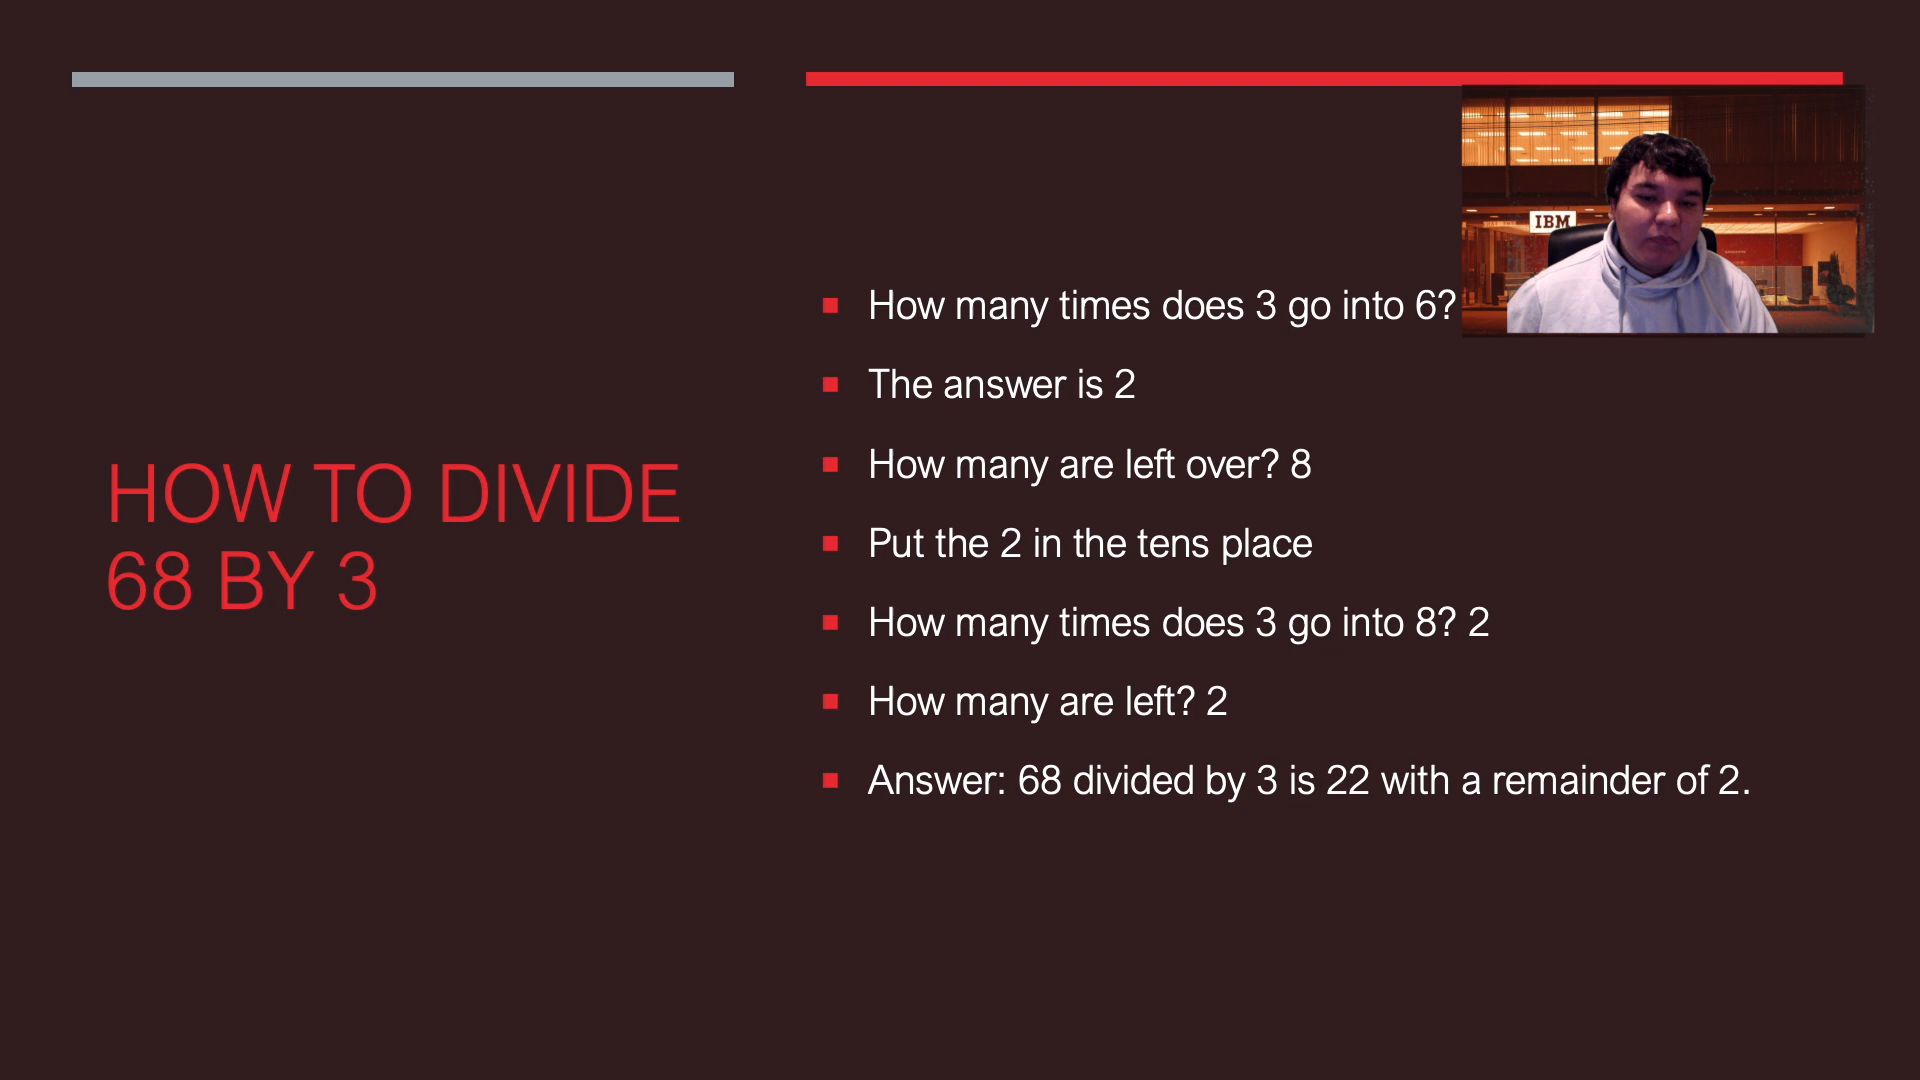 HOW TO DIVIDE
68 BY 3
How many times does 3 go into 6?
The answer is 2
How many are left over? 8
Put the 2 in the tens place
How many times does 3 go into 8? 2
How many are left? 2
Answer: 68 divided by 3 is 22 with a remainder of 2.
IBM